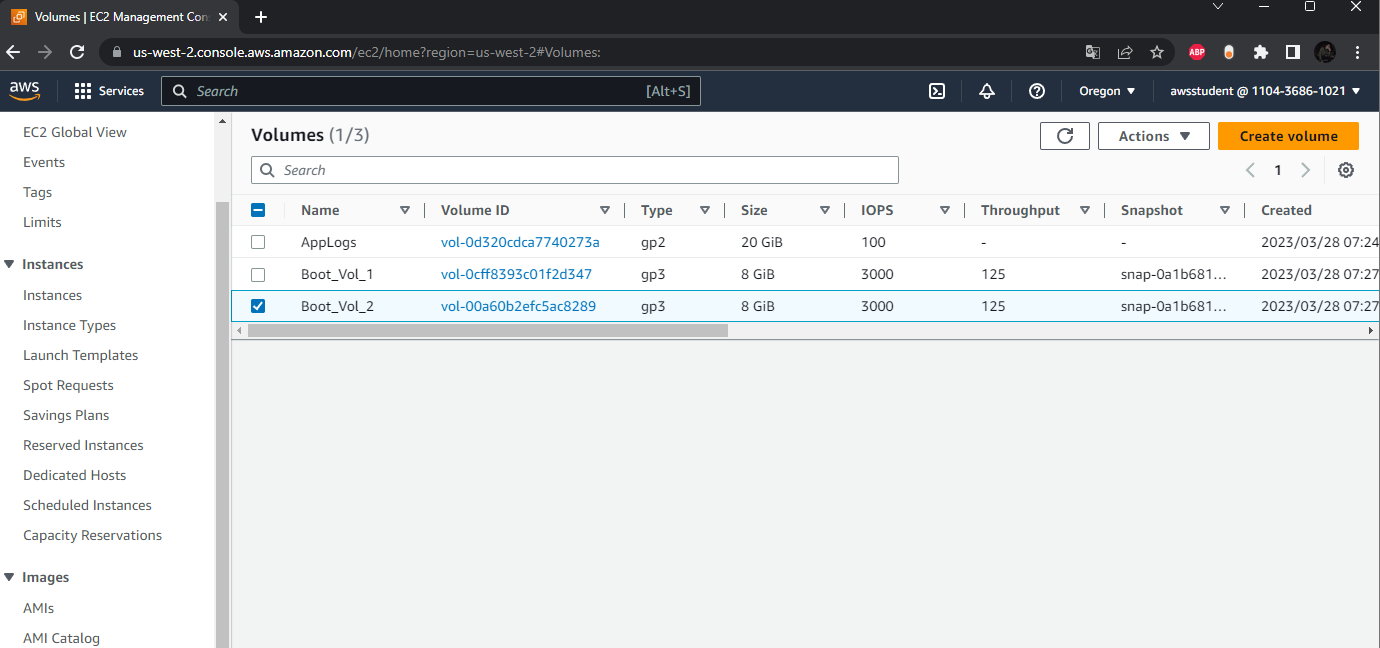 Volumes | EC2 Management Con
us-west-2.console.aws.amazon.com/ec2/home?region=us-west-2#Volumes:
ABP
aws
Services
Search
[Alt+S]
Oregon
awsstudent @ 1104-3686-1021
EC2 Global View
Events
Tags
Limits
Instances
Instances
Instance Types
Launch Templates
Spot Requests
Savings Plans
Reserved Instances
Dedicated Hosts
Scheduled Instances
Capacity Reservations
Images
AMIs
AMI Catalog
Volumes (1/3)
Actions
Create volume
Search
1
Name Volume ID Type Size IOPS Throughput Snapshot Created
AppLogs vol-0d320cdca7740273a gp2 20 GiB 100 - - 2023/03/28 07:24
Boot_Vol_1 vol-0cff8393c01f2d347 gp3 8 GiB 3000 125 snap-0a1b681... 2023/03/28 07:27
Boot_Vol_2 vol-00a60b2efc5ac8289 gp3 8 GiB 3000 125 snap-0a1b681... 2023/03/28 07:27